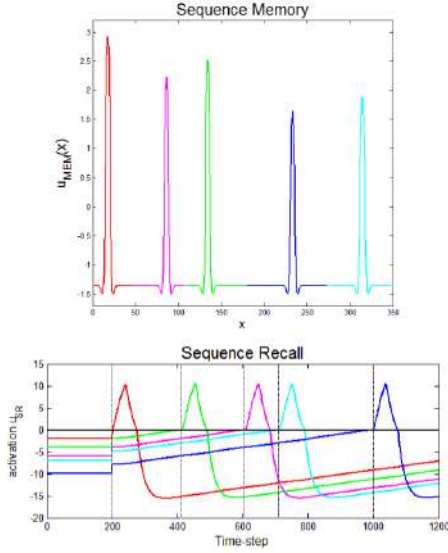 Sequence Memory
3
2.5
2
1.5
1
0.5
0
-0.5
-1
-1.5
u_MEM(x)
0 50 100 150 200 250 300 350
x
Sequence Recall
15
10
5
0
-5
-10
-15
-20
activation u_SR
0 200 400 600 800 1000 1200
Time-step